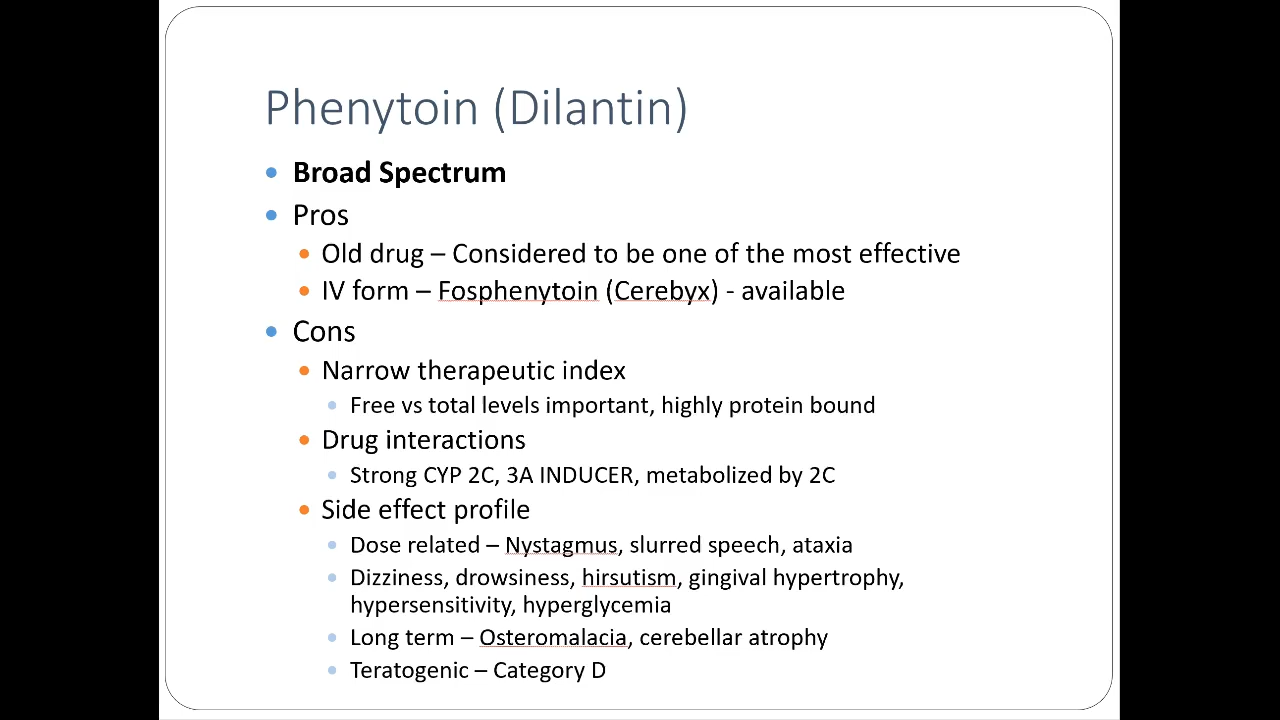 Phenytoin (Dilantin)
• Broad Spectrum
• Pros
• Old drug – Considered to be one of the most effective
• IV form – Fosphenytoin (Cerebyx) - available
• Cons
• Narrow therapeutic index
• Free vs total levels important, highly protein bound
• Drug interactions
• Strong CYP 2C, 3A INDUCER, metabolized by 2C
• Side effect profile
• Dose related – Nystagmus, slurred speech, ataxia
• Dizziness, drowsiness, hirsutism, gingival hypertrophy,
hypersensitivity, hyperglycemia
• Long term – Osteromalacia, cerebellar atrophy
• Teratogenic – Category D